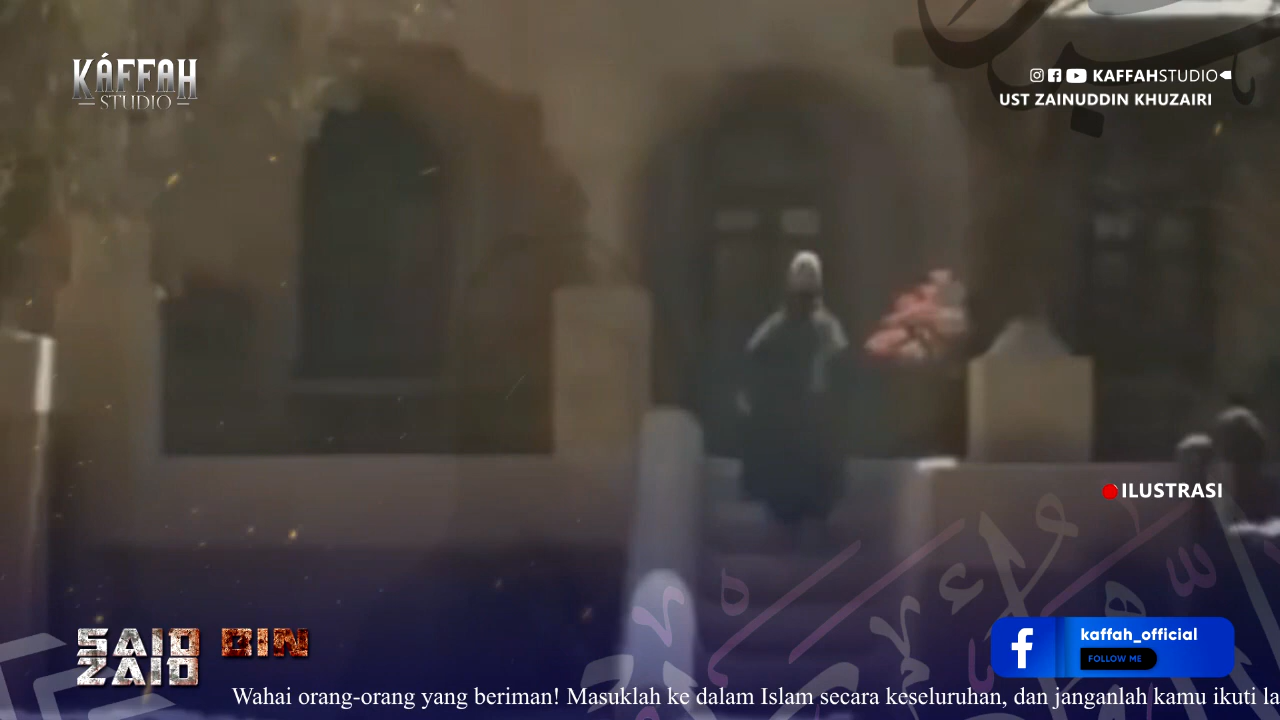 KÁFFAH
STUDIO
KAFFAHSTUDIO
UST ZAINUDDIN KHUZAIRI
ILUSTRASI
SAID BIN
ZAID
kaffah_official
FOLLOW ME
Wahai orang-orang yang beriman! Masuklah ke dalam Islam secara keseluruhan, dan janganlah kamu ikuti la